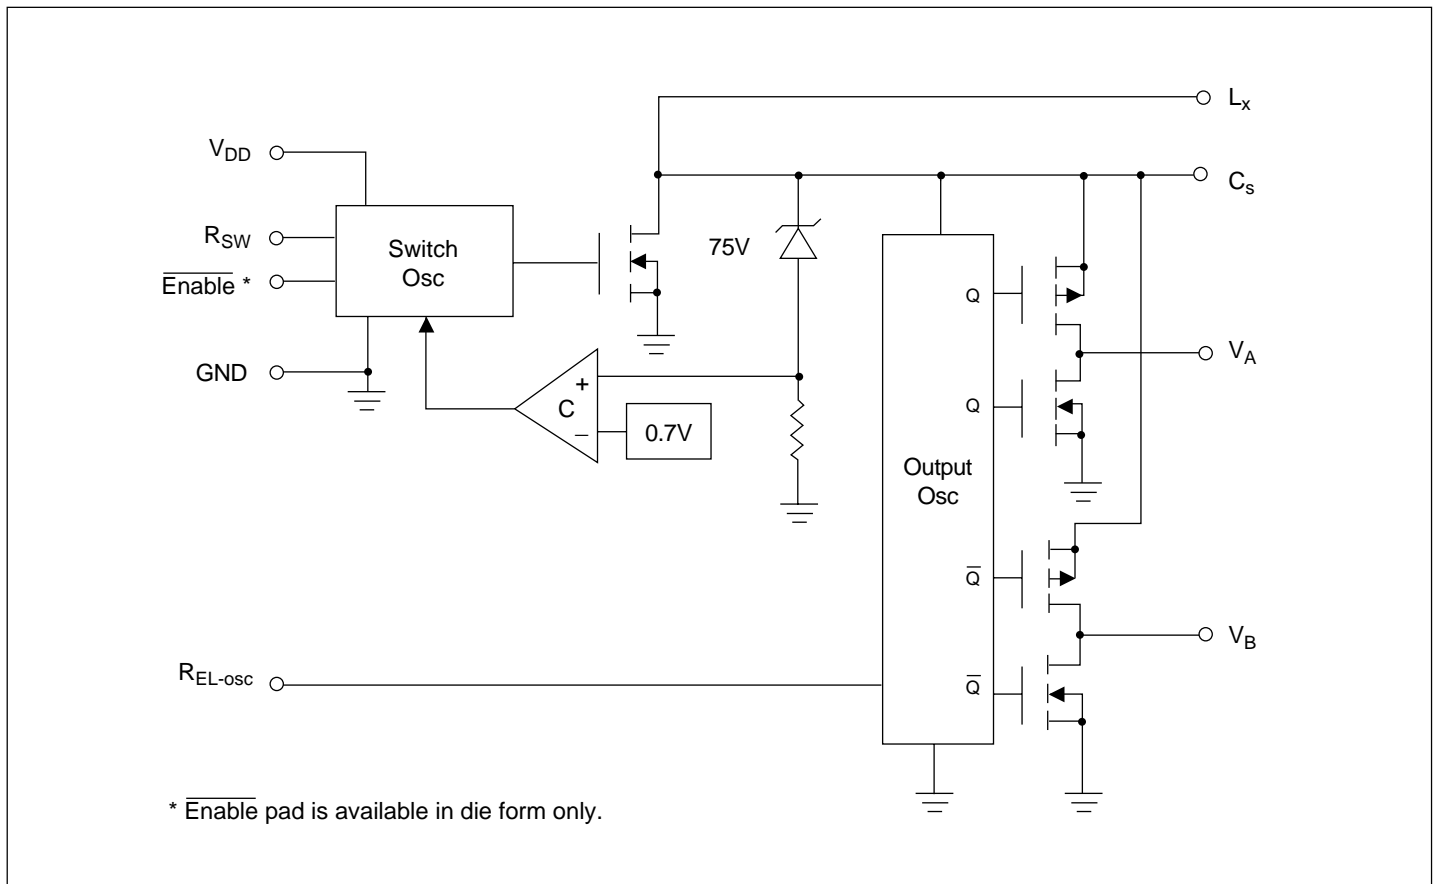 Lx
VDD
Cs
RSW
Switch
Osc
75V
Enable *
Q
VA
GND
+
C
−
0.7V
Q
Output
Osc
Q̅
VB
REL-osc
Q̅
* Enable pad is available in die form only.